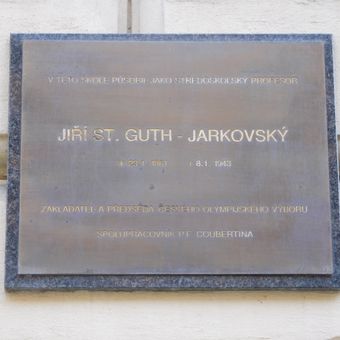 V TÉTO ŠKOLE PŮSOBIL JAKO STŘEDOŠKOLSKÝ PROFESOR
JIŘÍ ST. GUTH - JARKOVSKÝ
* 23.1. 1861 † 8.1. 1943
ZAKLADATEL A PŘEDSEDA ČESKÉHO OLYMPIJSKÉHO VÝBORU
SPOLUPRACOVNÍK P. F. COUBERTINA